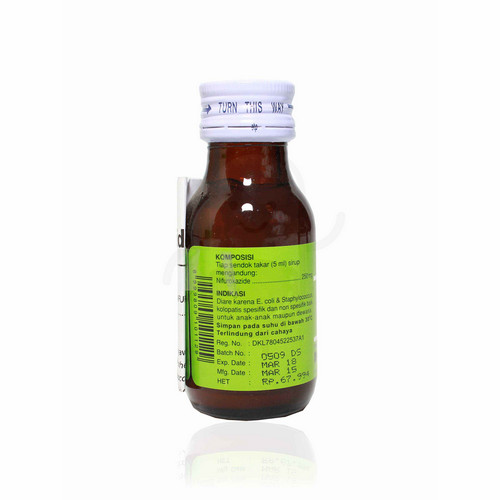 TURN THIS WAY
KOMPOSISI
Tiap sendok takar (5 ml) sirup
mengandung:
Nifuroxazide 250mg
INDIKASI
Diare karena E. coli & Staphylococcus,
kolopatis spesifik dan non spesifik
untuk anak-anak maupun dewasa.
Simpan pada suhu di bawah 30°C
Terlindung dari cahaya
Reg. No. : DKL7804522537A1
Batch No. : 0509 DS
Exp. Date : MAR 18
Mfg. Date : MAR 15
HET : Rp.67.994